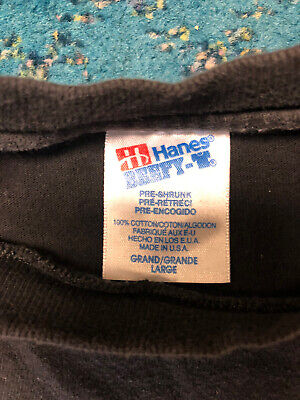 Hanes®
BEEFY-T®
PRE-SHRUNK
PRÉ-RÉTRÉCI
PRE-ENCOGIDO
100% COTTON/COTON/ALGODON
FABRIQUÉ AUX É-U
HECHO EN LOS E.U.A.
MADE IN U.S.A.
GRAND/GRANDE
LARGE